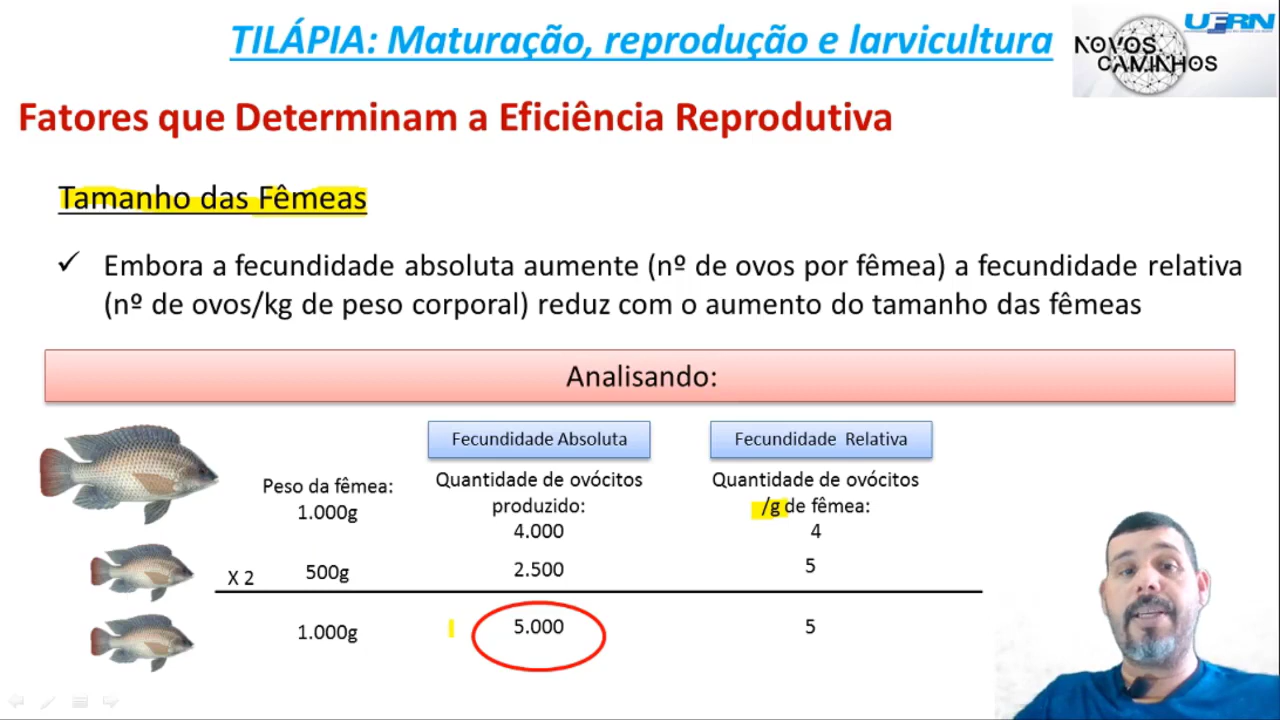 TILÁPIA: Maturação, reprodução e larvicultura
UFRN
NOVOS
CAMINHOS
Fatores que Determinam a Eficiência Reprodutiva
Tamanho das Fêmeas
✓ Embora a fecundidade absoluta aumente (nº de ovos por fêmea) a fecundidade relativa
(nº de ovos/kg de peso corporal) reduz com o aumento do tamanho das fêmeas
Analisando:
Fecundidade Absoluta
Fecundidade Relativa
Peso da fêmea:
1.000g
Quantidade de ovócitos
produzido:
4.000
Quantidade de ovócitos
/g de fêmea:
4
X 2 500g 2.500 5
1.000g 5.000 5